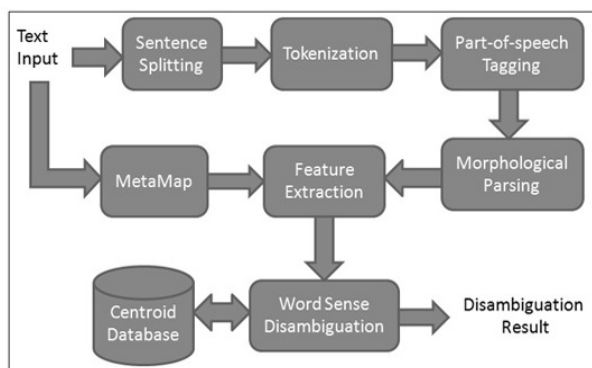 Text
Input
Sentence
Splitting
Tokenization
Part-of-speech
Tagging
MetaMap
Feature
Extraction
Morphological
Parsing
Centroid
Database
Word Sense
Disambiguation
Disambiguation
Result